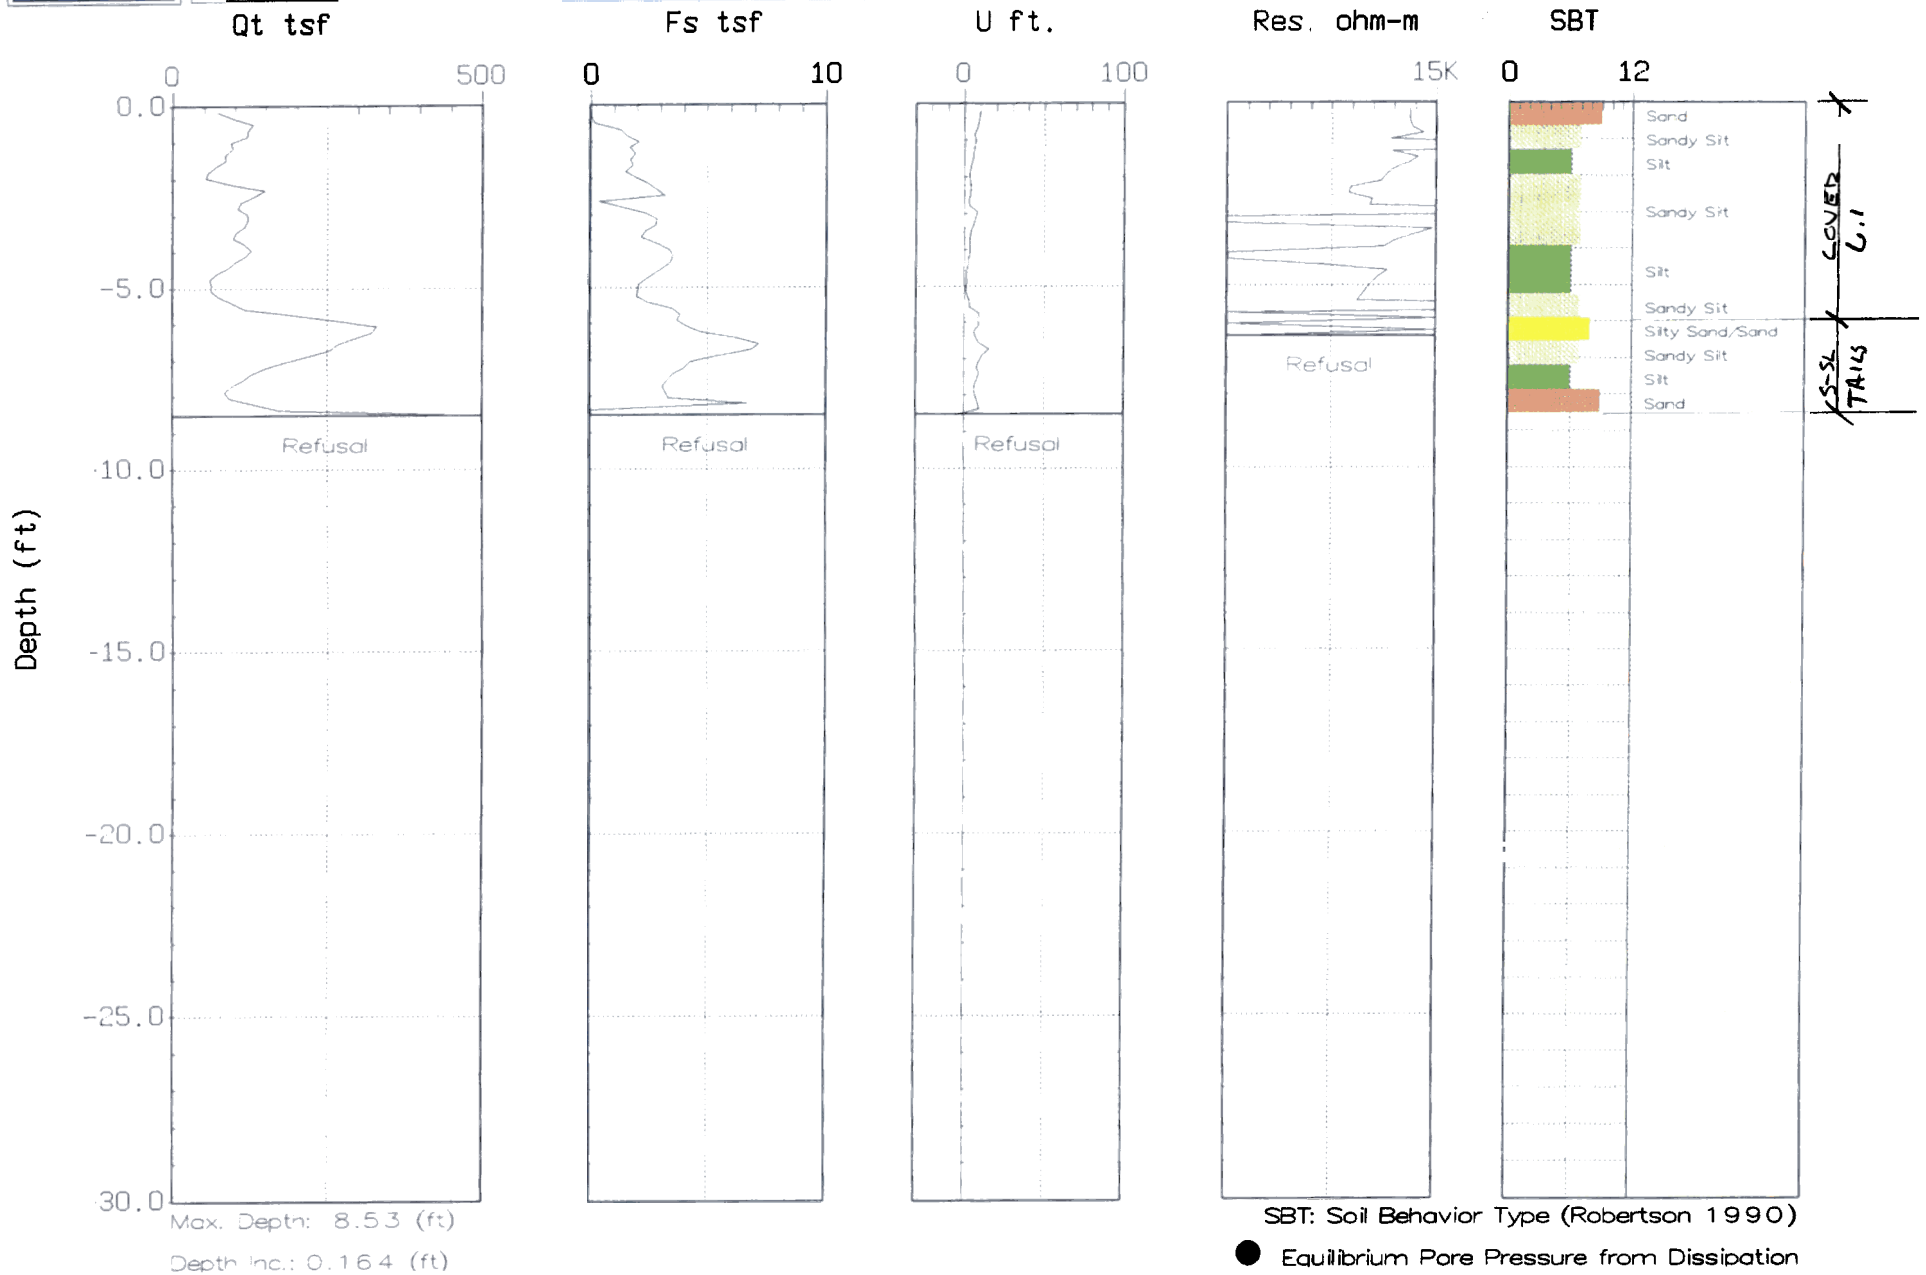 Qt tsf Fs tsf U ft. Res. ohm-m SBT
0 500 0 10 0 100 15K 0 12
0.0
-5.0
10.0
-15.0
-20.0
-25.0
30.0
Depth (ft)
Refusal
Refusal
Refusal
Refusal
Sand
Sandy Silt
Silt
Sandy Silt
Silt
Sandy Silt
Silty Sand/Sand
Sandy Silt
Silt
Sand
COVER
6.1
SS-SL
TAILS
Max. Depth: 8.53 (ft)
Depth Inc.: 0.164 (ft)
SBT: Soil Behavior Type (Robertson 1990)
Equilibrium Pore Pressure from Dissipation